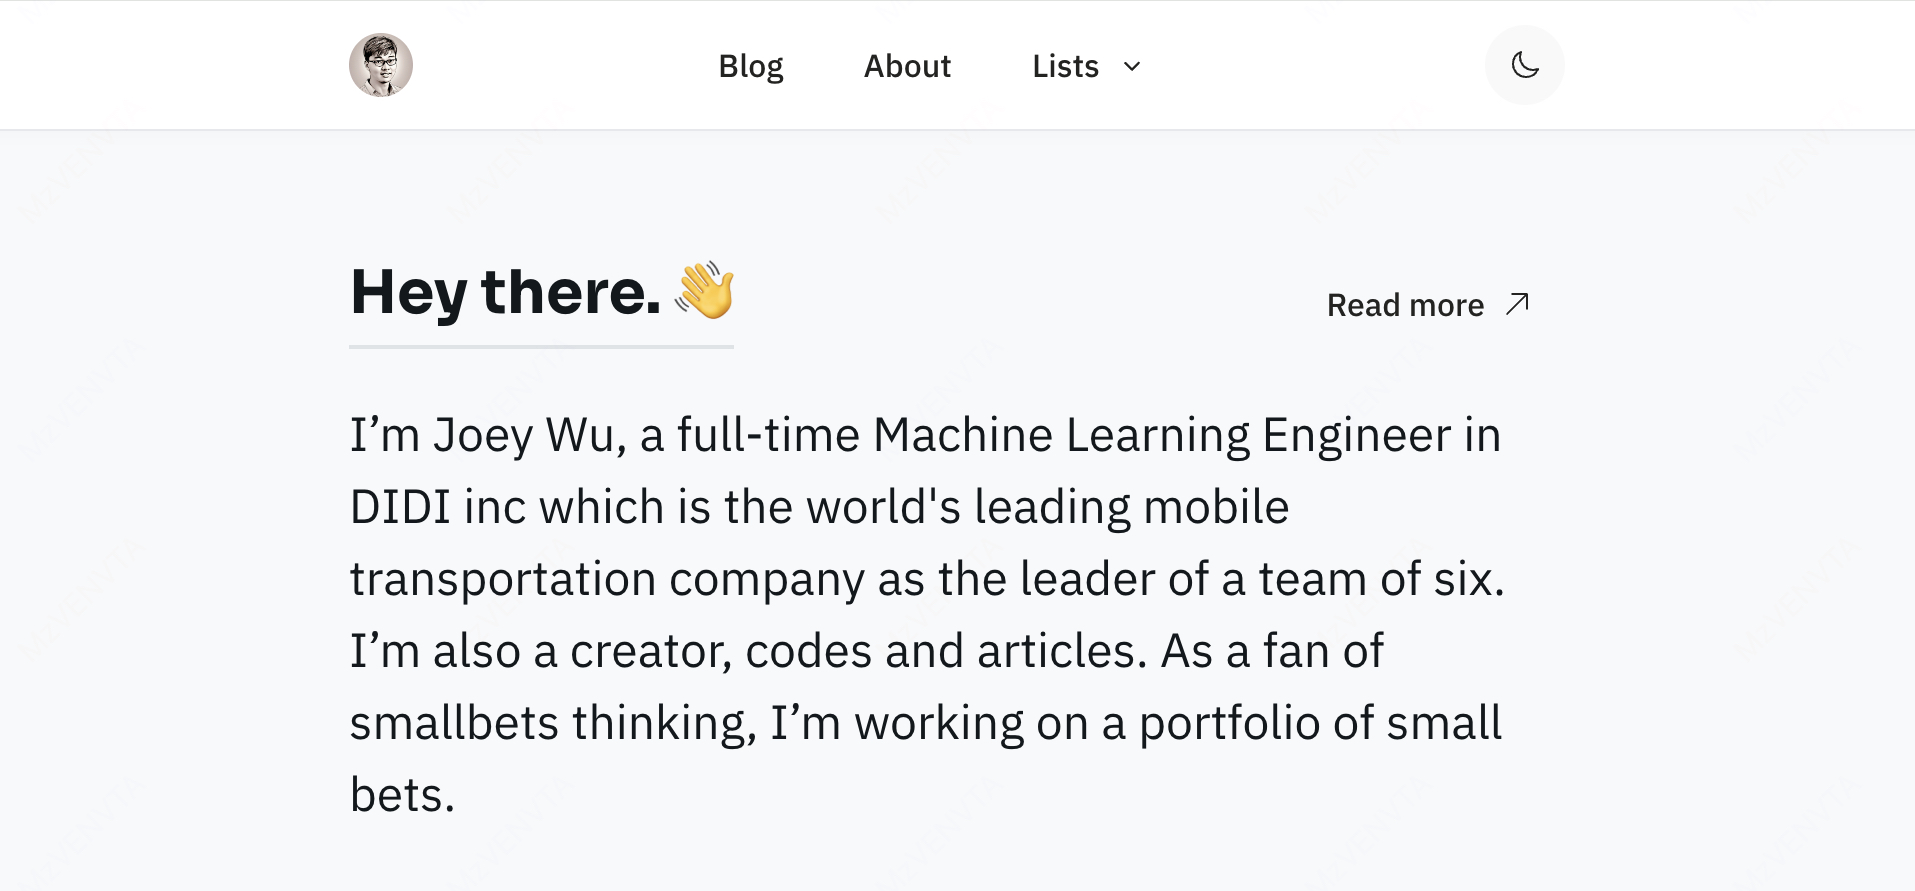 Blog About Lists
Hey there. 👋
Read more
I’m Joey Wu, a full-time Machine Learning Engineer in
DIDI inc which is the world's leading mobile
transportation company as the leader of a team of six.
I’m also a creator, codes and articles. As a fan of
smallbets thinking, I’m working on a portfolio of small
bets.